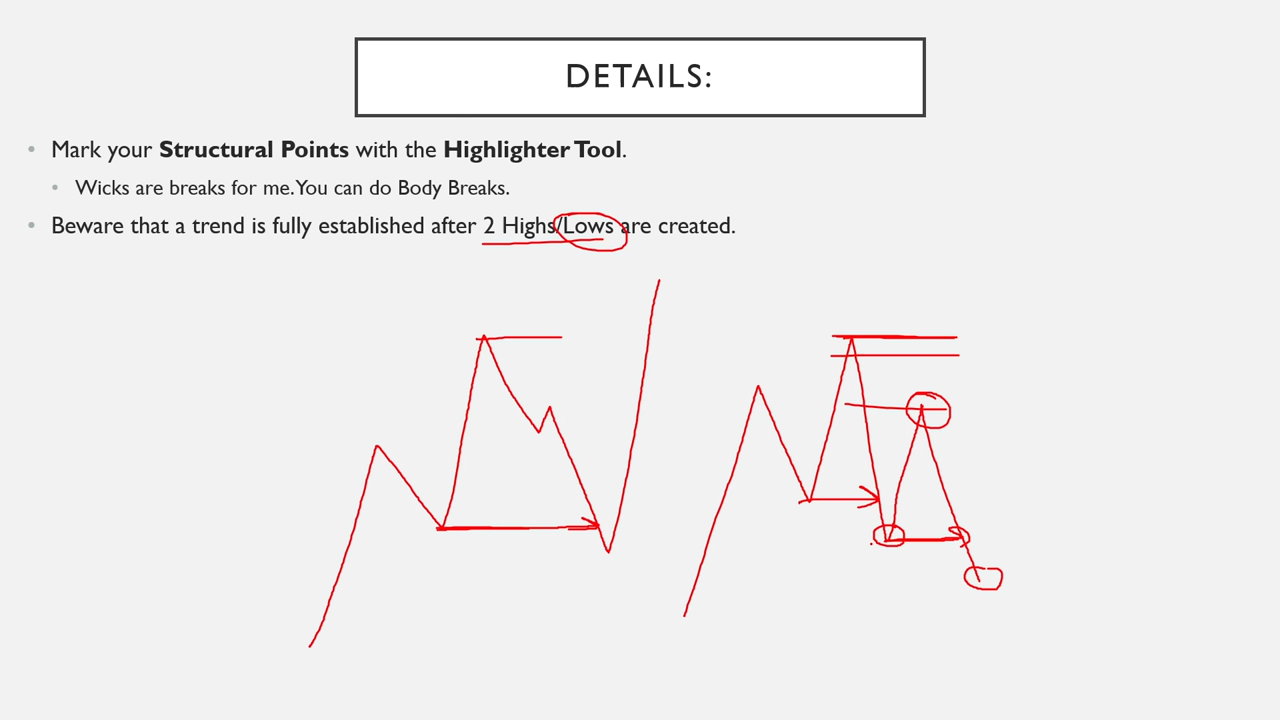 DETAILS:
• Mark your Structural Points with the Highlighter Tool.
• Wicks are breaks for me. You can do Body Breaks.
• Beware that a trend is fully established after 2 Highs/Lows are created.